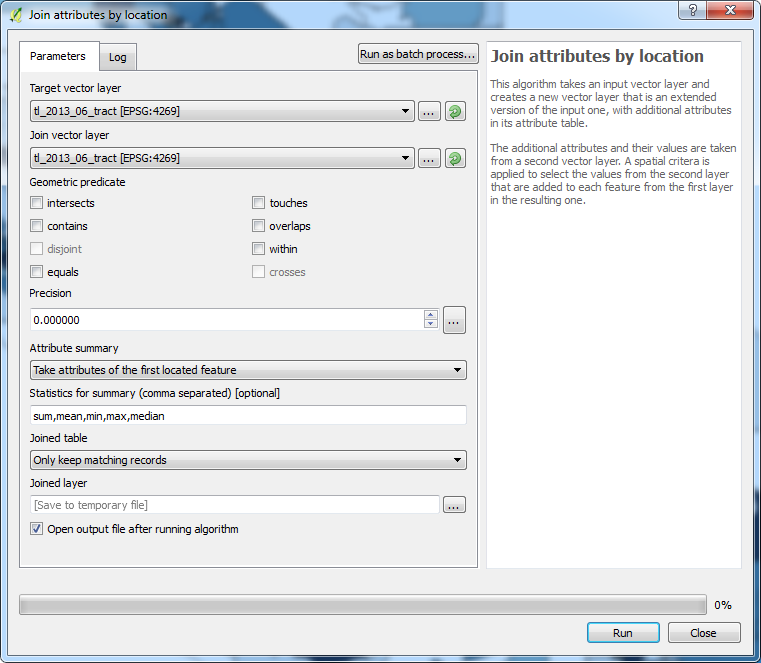 Join attributes by location
?
Parameters
Log
Run as batch process...
Target vector layer
tl_2013_06_tract [EPSG:4269]
...
Join vector layer
tl_2013_06_tract [EPSG:4269]
...
Geometric predicate
intersects
touches
contains
overlaps
disjoint
within
equals
crosses
Precision
0.000000
...
Attribute summary
Take attributes of the first located feature
Statistics for summary (comma separated) [optional]
sum,mean,min,max,median
Joined table
Only keep matching records
Joined layer
[Save to temporary file]
...
Open output file after running algorithm
Join attributes by location
This algorithm takes an input vector layer and
creates a new vector layer that is an extended
version of the input one, with additional attributes
in its attribute table.
The additional attributes and their values are taken
from a second vector layer. A spatial critera is
applied to select the values from the second layer
that are added to each feature from the first layer
in the resulting one.
0%
Run
Close